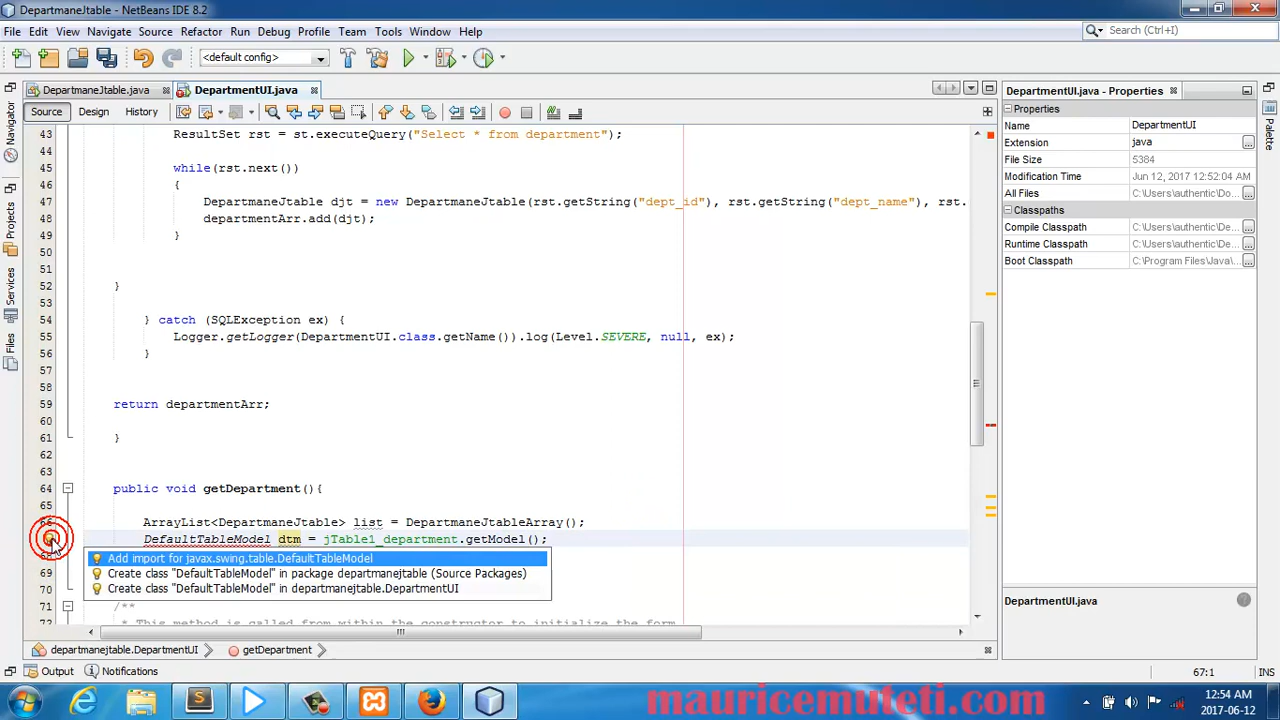 DepartmaneJtable - NetBeans IDE 8.2
File Edit View Navigate Source Refactor Run Debug Profile Team Tools Window Help
Search (Ctrl+I)
<default config>
DepartmaneJtable.java
DepartmentUI.java
Source Design History
43 ResultSet rst = st.executeQuery("Select * from department");
44
45 while(rst.next())
46 {
47 DepartmaneJtable djt = new DepartmaneJtable(rst.getString("dept_id"), rst.getString("dept_name"), rst.
48 departmentArr.add(djt);
49 }
50
51
52 }
53
54 } catch (SQLException ex) {
55 Logger.getLogger(DepartmentUI.class.getName()).log(Level.SEVERE, null, ex);
56 }
57
58
59 return departmentArr;
60
61 }
62
63
64 public void getDepartment(){
65
66 ArrayList<DepartmaneJtable> list = DepartmaneJtableArray();
DefaultTableModel dtm = jTable1_department.getModel();
68
69
70
71 /**
72 * This method is called from within the constructor to initialize the form
Add import for javax.swing.table.DefaultTableModel
Create class "DefaultTableModel" in package departmanejtable (Source Packages)
Create class "DefaultTableModel" in departmanejtable.DepartmentUI
departmanejtable.DepartmentUI
getDepartment
Output
Notifications
67:1
INS
Navigator
Projects
Services
Files
DepartmentUI.java - Properties
Properties
Name DepartmentUI
Extension java
File Size 5384
Modification Time Jun 12, 2017 12:52:04 AM
All Files C:\Users\authentic\Do...
Classpaths
Compile Classpath C:\Users\authentic\De...
Runtime Classpath C:\Users\authentic\De...
Boot Classpath C:\Program Files\Java\...
DepartmentUI.java
Palette
mauricemuteti.com
12:54 AM
2017-06-12